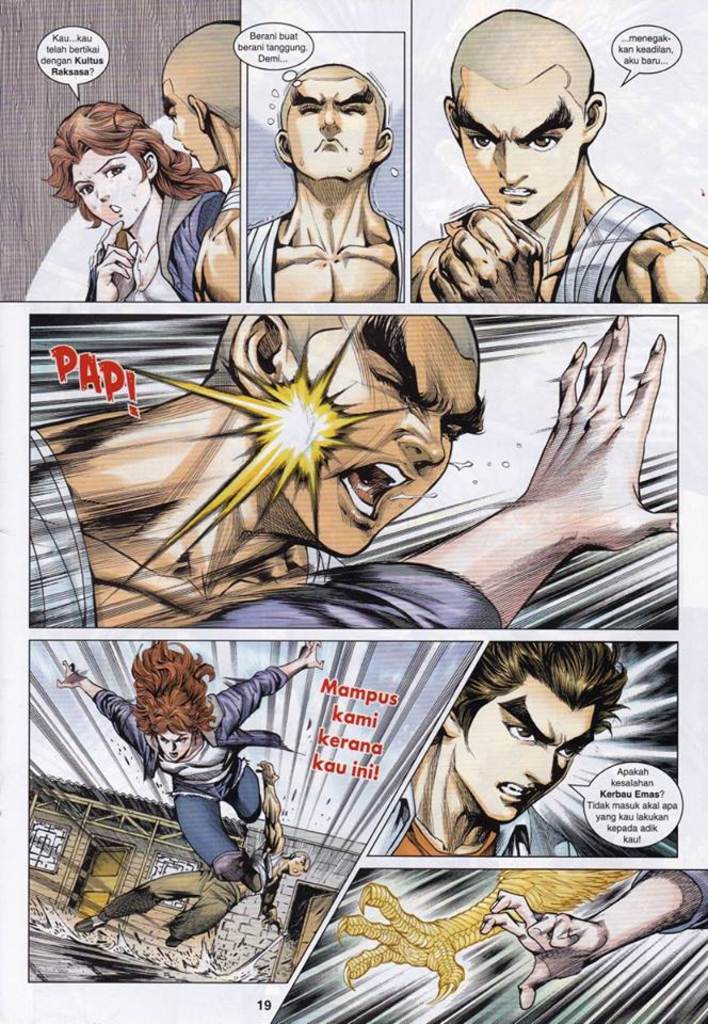 Kau...kau
telah bertikai
dengan Kultus
Raksasa?
Berani buat
berani tanggung.
Demi...
...menegak-
kan keadilan,
aku baru...
PAP!
Mampus
kami
kerana
kau ini!
Apakah
kesalahan
Kerbau Emas?
Tidak masuk akal apa
yang kau lakukan
kepada adik
kau!
19